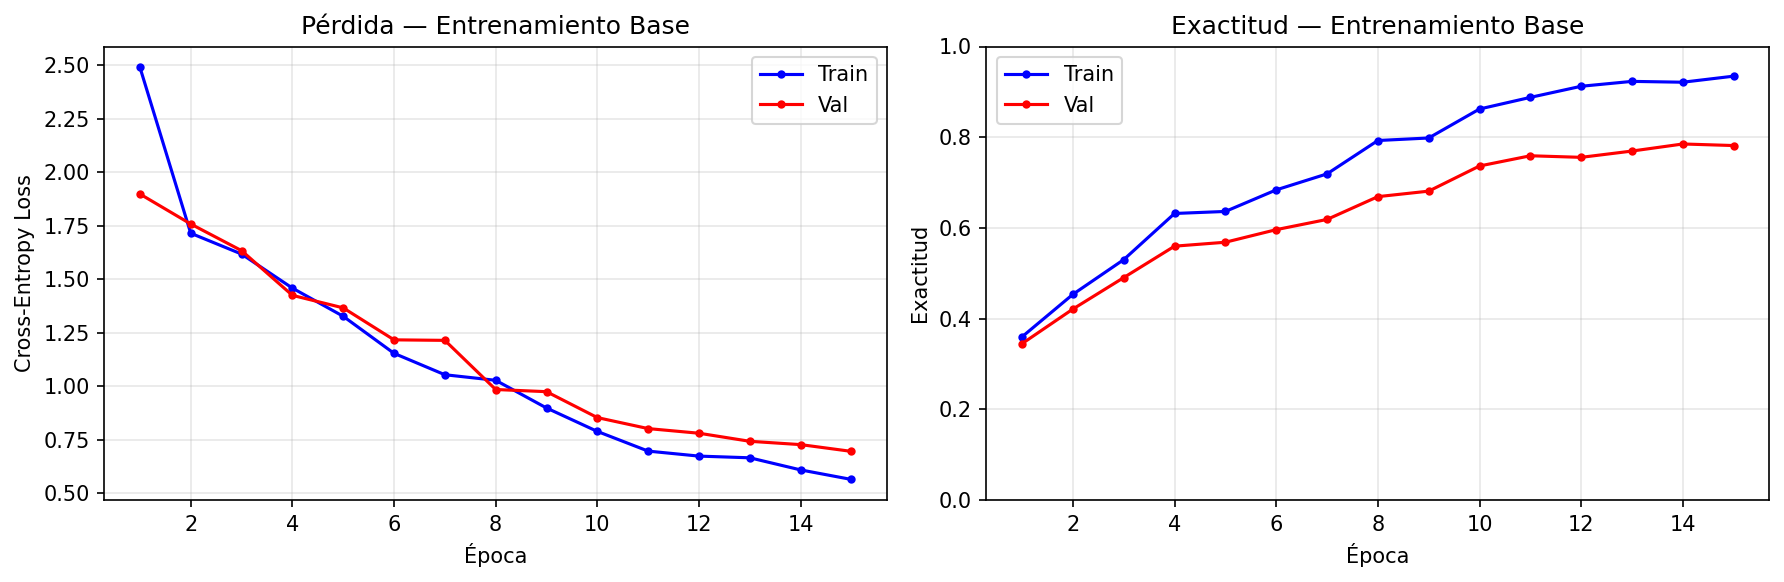 Pérdida — Entrenamiento Base
Cross-Entropy Loss
2.50
2.25
2.00
1.75
1.50
1.25
1.00
0.75
0.50
2 4 6 8 10 12 14
Época
Train
Val
Exactitud — Entrenamiento Base
Exactitud
1.0
0.8
0.6
0.4
0.2
0.0
2 4 6 8 10 12 14
Época
Train
Val